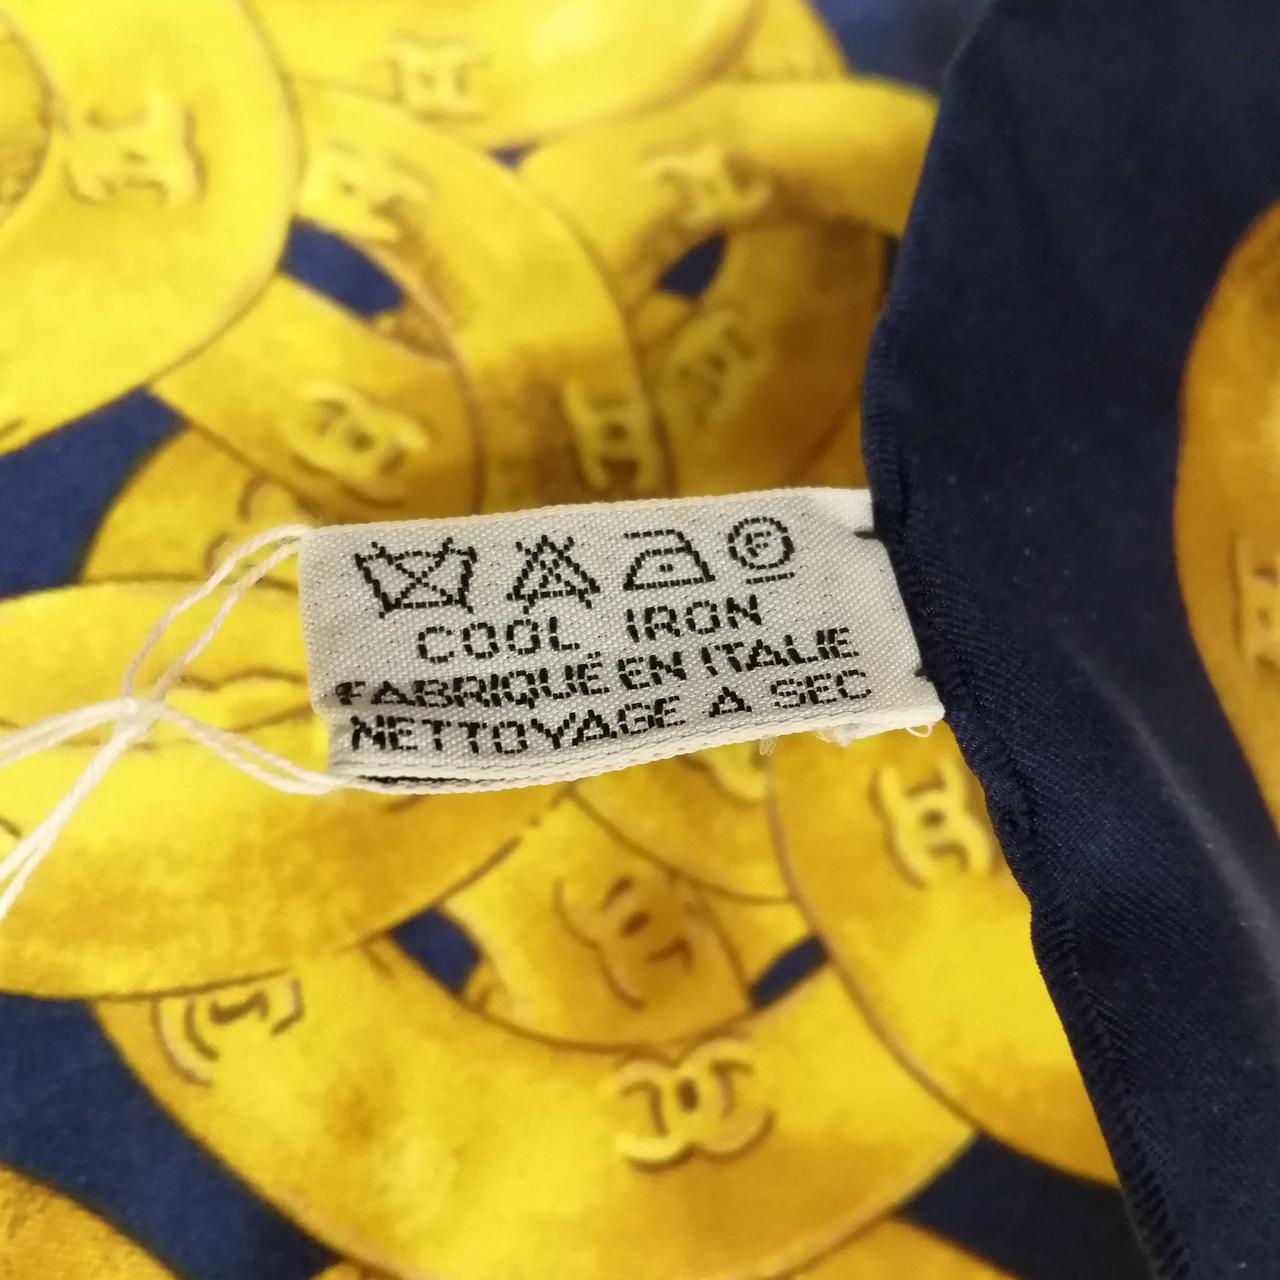 COOL IRON
FABRIQUÉ EN ITALIE
NETTOYAGE A SEC